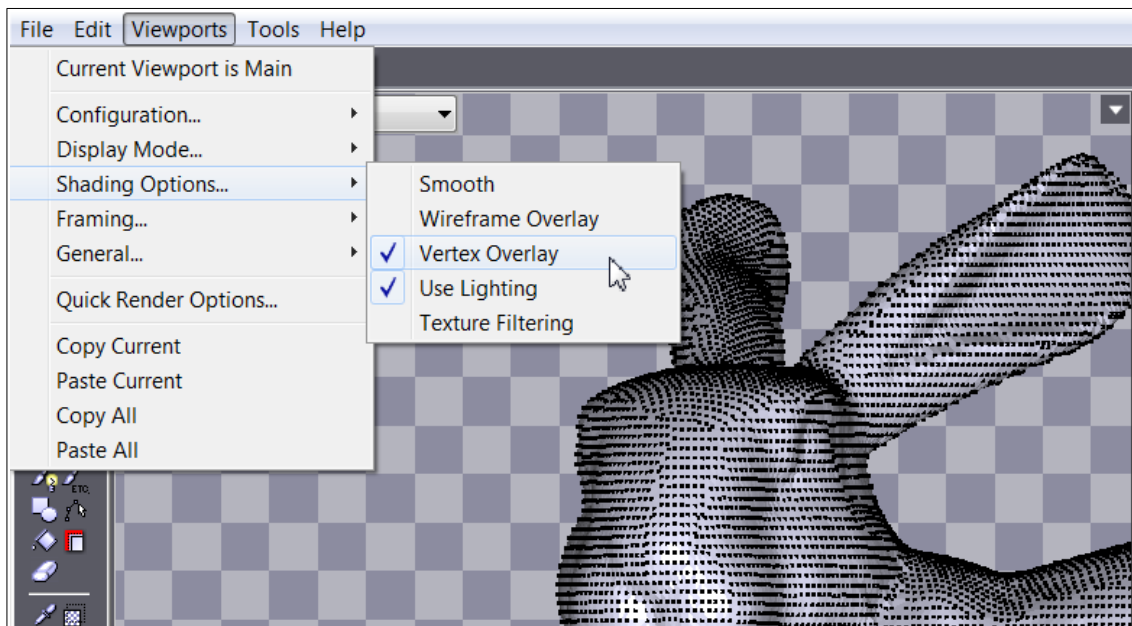 File Edit Viewports Tools Help
Current Viewport is Main
Configuration...
Display Mode...
Shading Options...
Framing...
General...
Quick Render Options...
Copy Current
Paste Current
Copy All
Paste All
Smooth
Wireframe Overlay
Vertex Overlay
Use Lighting
Texture Filtering
ETC.